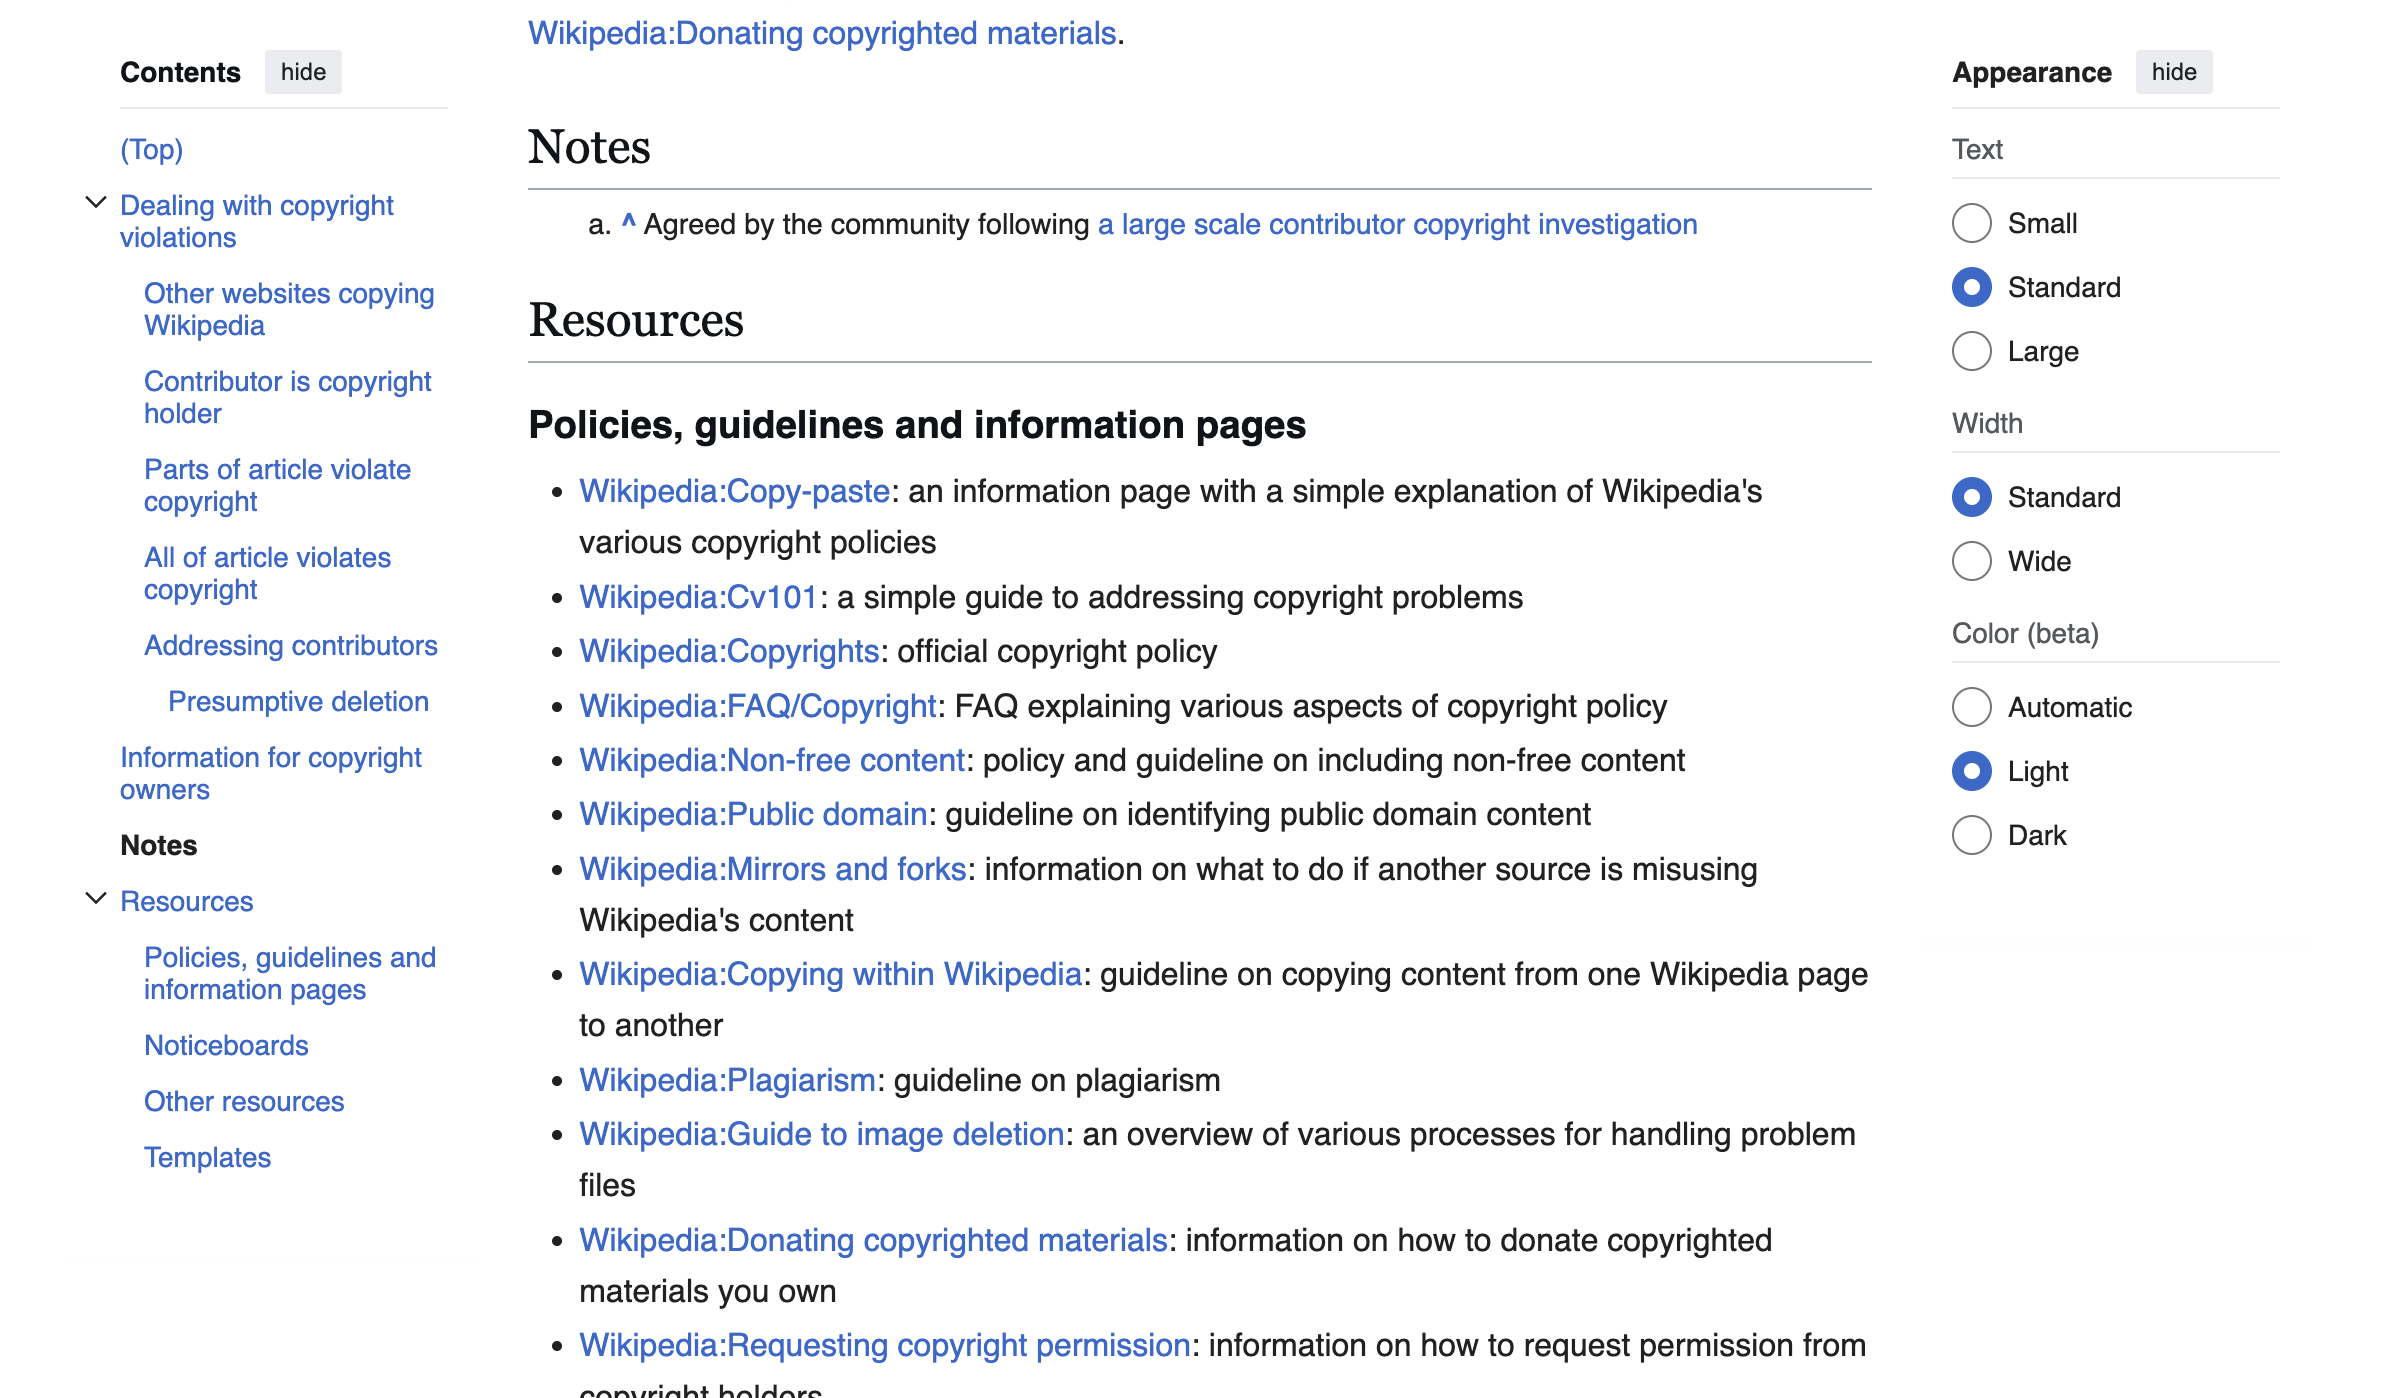 Contents
hide
(Top)
Dealing with copyright
violations
Other websites copying
Wikipedia
Contributor is copyright
holder
Parts of article violate
copyright
All of article violates
copyright
Addressing contributors
Presumptive deletion
Information for copyright
owners
Notes
Resources
Policies, guidelines and
information pages
Noticeboards
Other resources
Templates
Wikipedia:Donating copyrighted materials.
Notes
a. ^ Agreed by the community following a large scale contributor copyright investigation
Resources
Policies, guidelines and information pages
• Wikipedia:Copy-paste: an information page with a simple explanation of Wikipedia's
various copyright policies
• Wikipedia:Cv101: a simple guide to addressing copyright problems
• Wikipedia:Copyrights: official copyright policy
• Wikipedia:FAQ/Copyright: FAQ explaining various aspects of copyright policy
• Wikipedia:Non-free content: policy and guideline on including non-free content
• Wikipedia:Public domain: guideline on identifying public domain content
• Wikipedia:Mirrors and forks: information on what to do if another source is misusing
Wikipedia's content
• Wikipedia:Copying within Wikipedia: guideline on copying content from one Wikipedia page
to another
• Wikipedia:Plagiarism: guideline on plagiarism
• Wikipedia:Guide to image deletion: an overview of various processes for handling problem
files
• Wikipedia:Donating copyrighted materials: information on how to donate copyrighted
materials you own
• Wikipedia:Requesting copyright permission: information on how to request permission from
copyright holders
Appearance
hide
Text
Small
Standard
Large
Width
Standard
Wide
Color (beta)
Automatic
Light
Dark